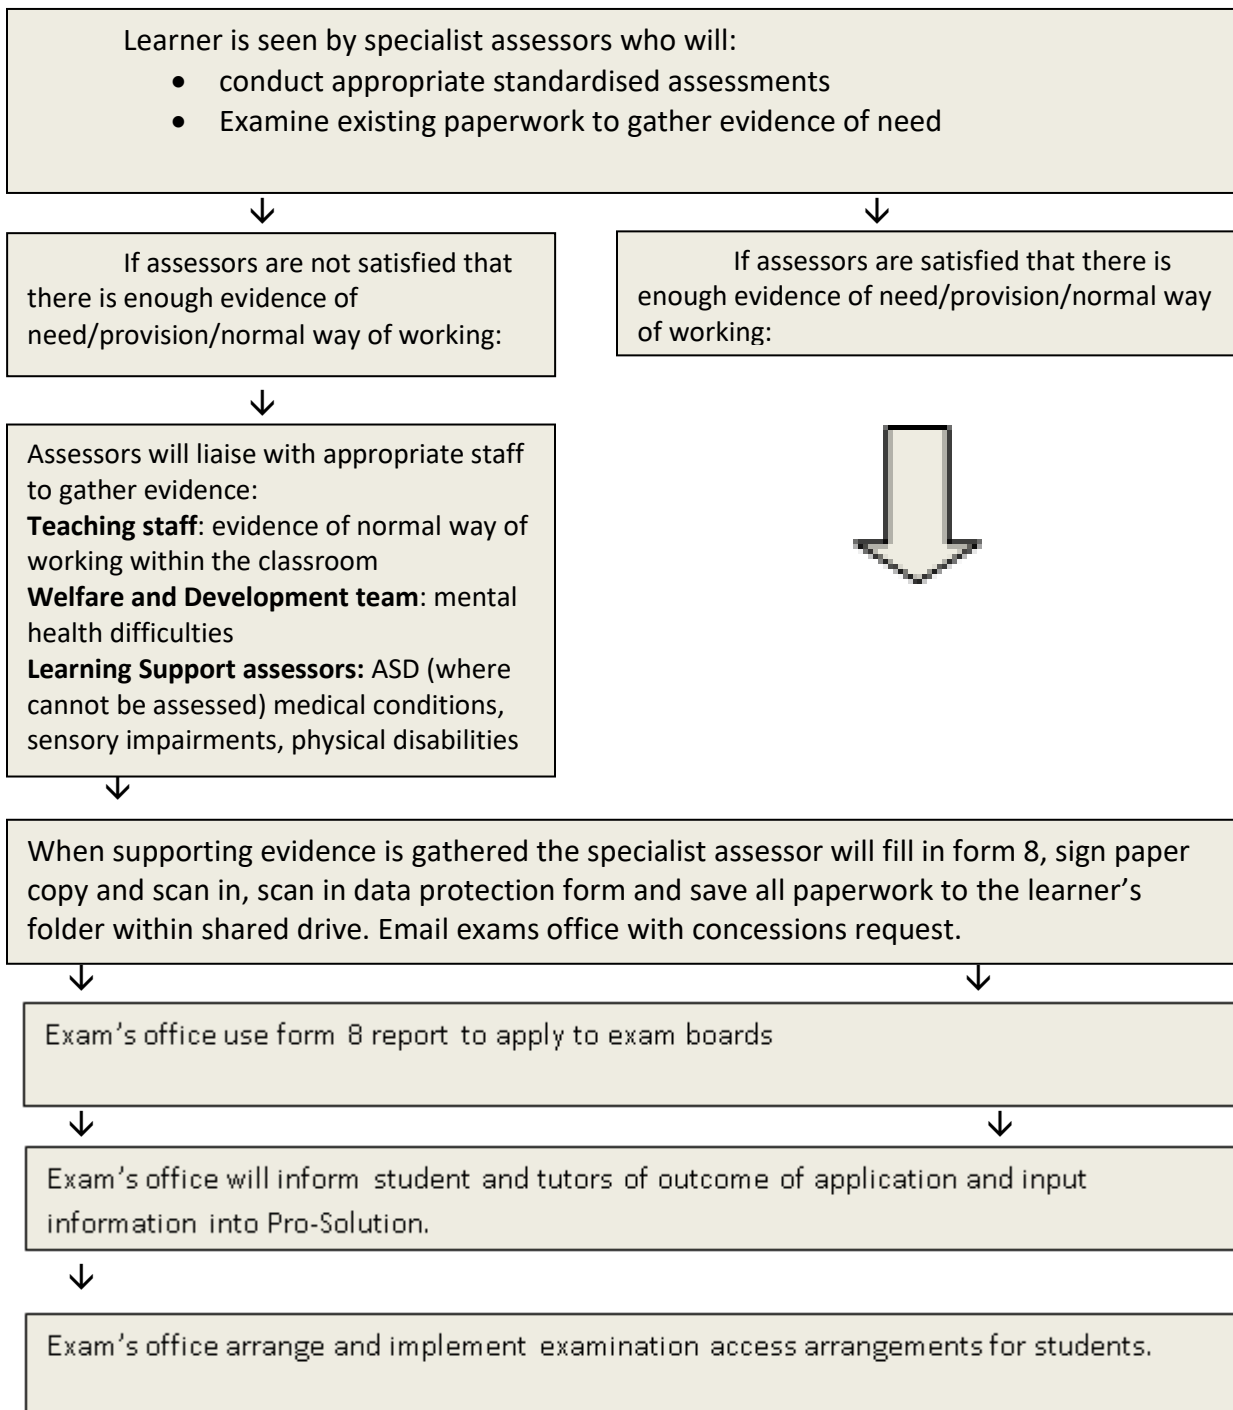 Learner is seen by specialist assessors who will:
• conduct appropriate standardised assessments
• Examine existing paperwork to gather evidence of need
If assessors are not satisfied that
there is enough evidence of
need/provision/normal way of working:
If assessors are satisfied that there is
enough evidence of need/provision/normal way
of working:
Assessors will liaise with appropriate staff
to gather evidence:
Teaching staff: evidence of normal way of
working within the classroom
Welfare and Development team: mental
health difficulties
Learning Support assessors: ASD (where
cannot be assessed) medical conditions,
sensory impairments, physical disabilities
When supporting evidence is gathered the specialist assessor will fill in form 8, sign paper
copy and scan in, scan in data protection form and save all paperwork to the learner’s
folder within shared drive. Email exams office with concessions request.
Exam’s office use form 8 report to apply to exam boards
Exam’s office will inform student and tutors of outcome of application and input
information into Pro-Solution.
Exam’s office arrange and implement examination access arrangements for students.